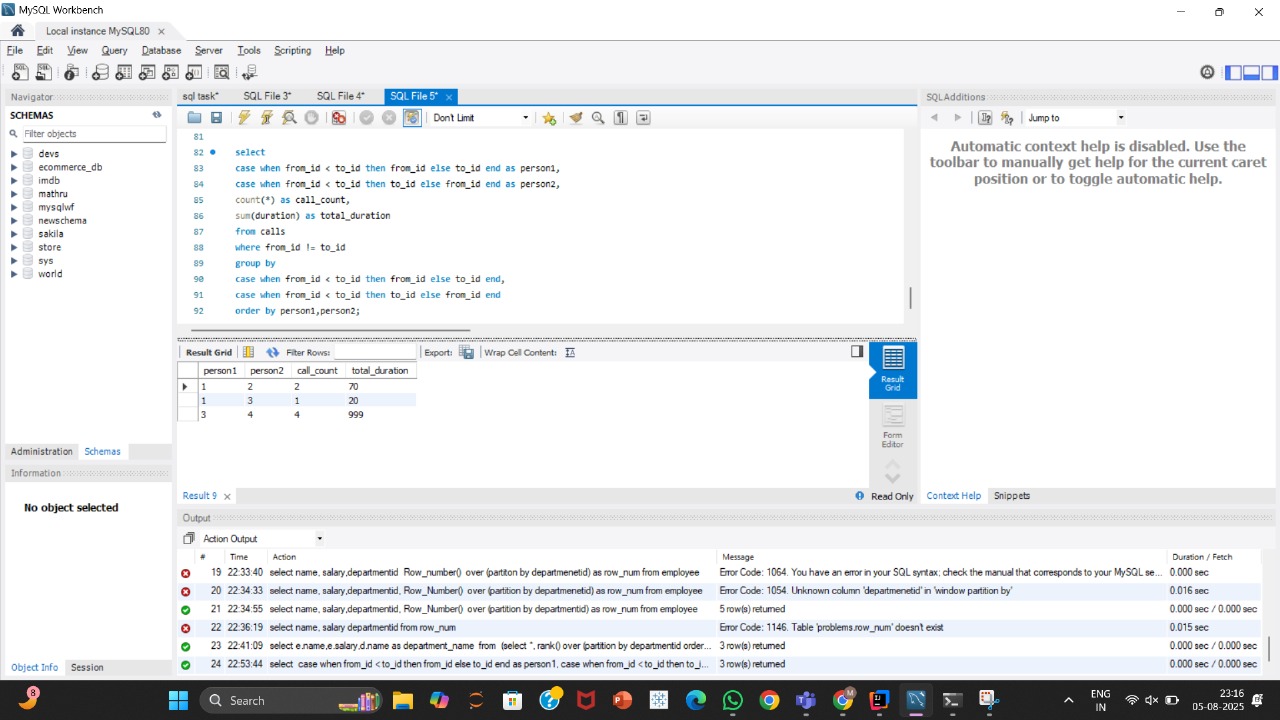 MySQL Workbench
Local instance MySQL80
File Edit View Query Database Server Tools Scripting Help
Navigator
SCHEMAS
Filter objects
devs
ecommerce_db
imdb
mathru
mysqlwf
newschema
sakila
store
sys
world
Administration Schemas
Information
No object selected
Object Info Session
sql task* SQL File 3* SQL File 4* SQL File 5*
Don't Limit
81
82 select
83 case when from_id < to_id then from_id else to_id end as person1,
84 case when from_id < to_id then to_id else from_id end as person2,
85 count(*) as call_count,
86 sum(duration) as total_duration
87 from calls
88 where from_id != to_id
89 group by
90 case when from_id < to_id then from_id else to_id end,
91 case when from_id < to_id then to_id else from_id end
92 order by person1,person2;
Result Grid Filter Rows: Export: Wrap Cell Content:
person1 person2 call_count total_duration
1 2 2 70
1 3 1 20
3 4 4 999
Result Grid
Form Editor
Result 9
Read Only
SQLAdditions
Jump to
Automatic context help is disabled. Use the
toolbar to manually get help for the current caret
position or to toggle automatic help.
Context Help Snippets
Output
Action Output
# Time Action Message Duration / Fetch
19 22:33:40 select name, salary,departmentid Row_number() over (partiton by departmenetid) as row_num from employee Error Code: 1064. You have an error in your SQL syntax; check the manual that corresponds to your MySQL se... 0.000 sec
20 22:34:33 select name, salary,departmentid, Row_Number() over (partition by departmenetid) as row_num from employee Error Code: 1054. Unknown column 'departmenetid' in 'window partition by' 0.016 sec
21 22:34:55 select name, salary,departmentid, Row_Number() over (partition by departmentid) as row_num from employee 5 row(s) returned 0.000 sec / 0.000 sec
22 22:36:19 select name, salary departmentid from row_num Error Code: 1146. Table 'problems.row_num' doesn't exist 0.015 sec
23 22:41:09 select e.name,e.salary,d.name as department_name from (select *, rank() over (partition by departmentid order... 3 row(s) returned 0.000 sec / 0.000 sec
24 22:53:44 select case when from_id < to_id then from_id else to_id end as person1, case when from_id < to_id then to_i... 3 row(s) returned 0.000 sec / 0.000 sec
8
Search
ENG
IN
23:16
05-08-2025